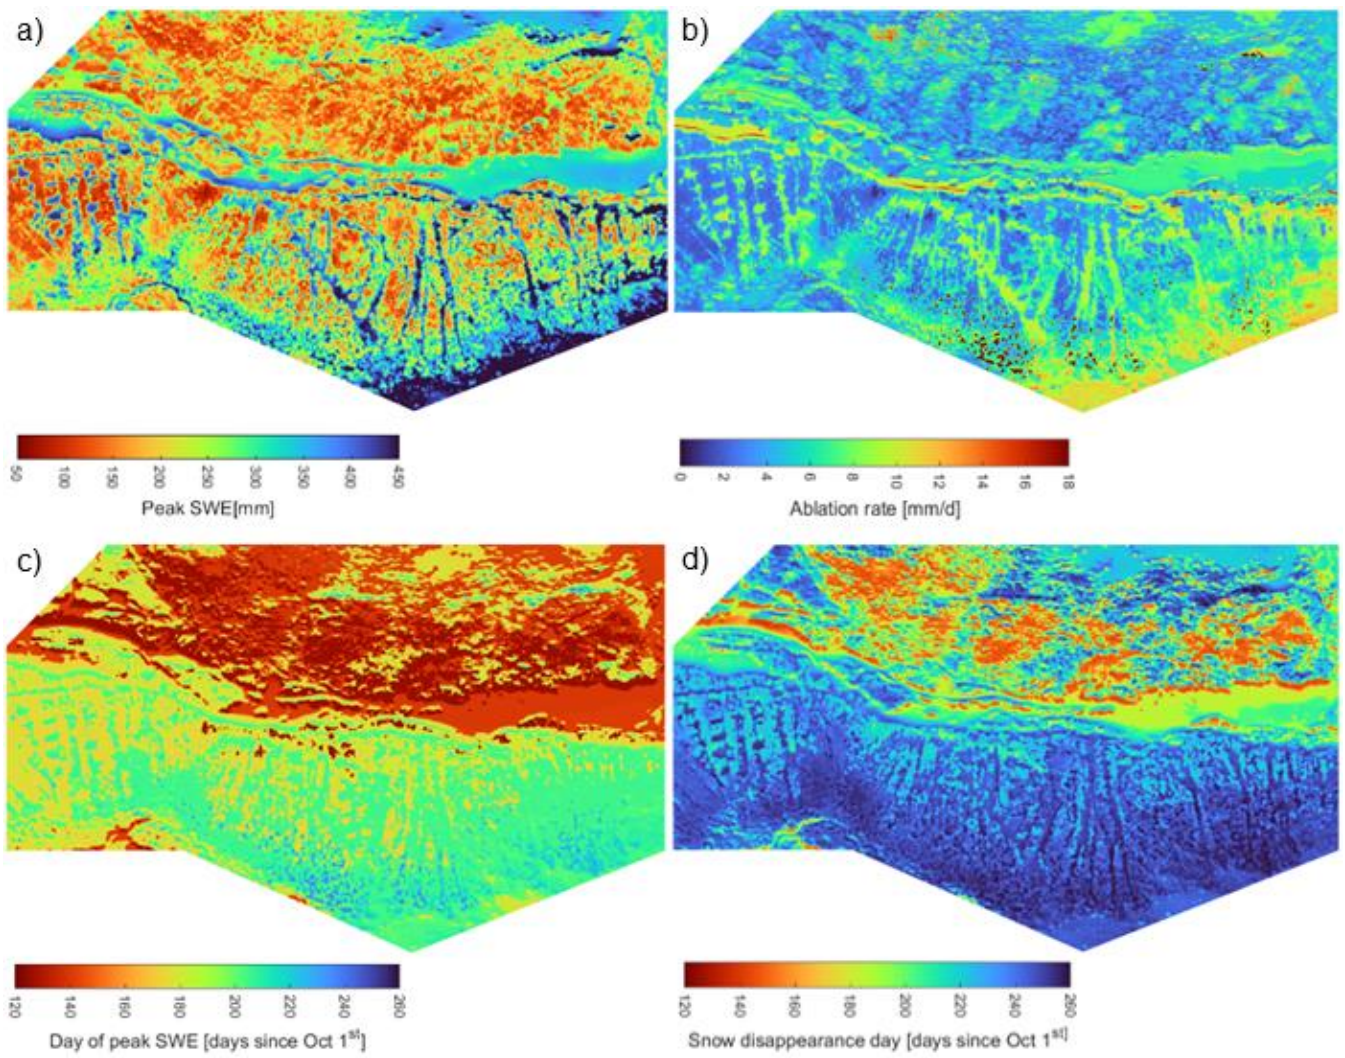 a)
b)
50 100 150 200 250 300 350 400 450
Peak SWE[mm]
0 2 4 6 8 10 12 14 16 18
Ablation rate [mm/d]
c)
d)
120 140 160 180 200 220 240 260
Day of peak SWE [days since Oct 1st]
120 140 160 180 200 220 240 260
Snow disappearance day [days since Oct 1st]